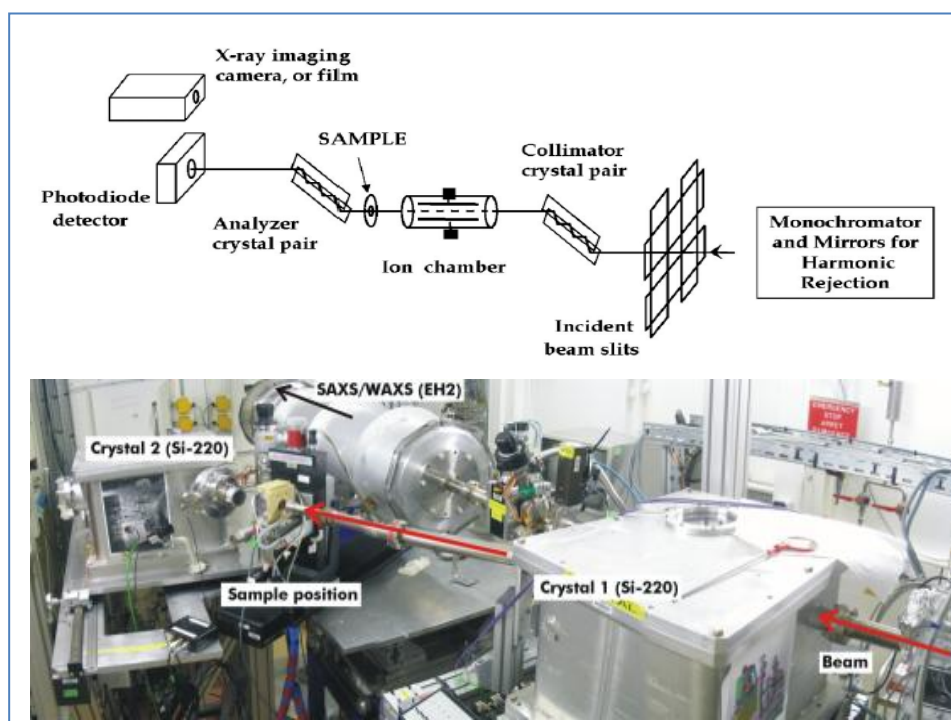 X-ray imaging
camera, or film
SAMPLE
Collimator
crystal pair
Photodiode
detector
Analyzer
crystal pair
Ion chamber
Monochromator
and Mirrors for
Harmonic
Rejection
Incident
beam slits
SAXS/WAXS (EH2)
Crystal 2 (Si-220)
EMERGENCY
STOP
Sample position
Crystal 1 (Si-220)
Beam